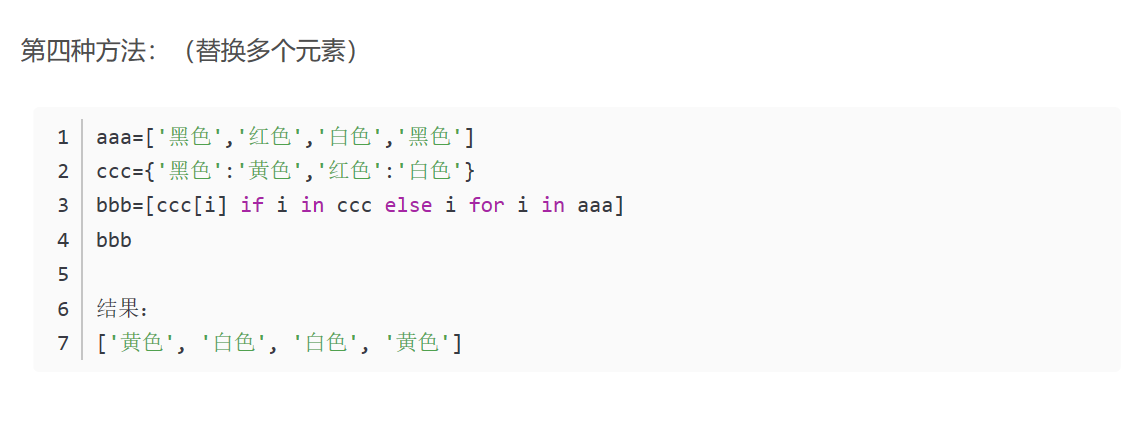 第四种方法：（替换多个元素）
1 aaa=['黑色','红色','白色','黑色']
2 ccc={'黑色':'黄色','红色':'白色'}
3 bbb=[ccc[i] if i in ccc else i for i in aaa]
4 bbb
5
6 结果：
7 ['黄色', '白色', '白色', '黄色']